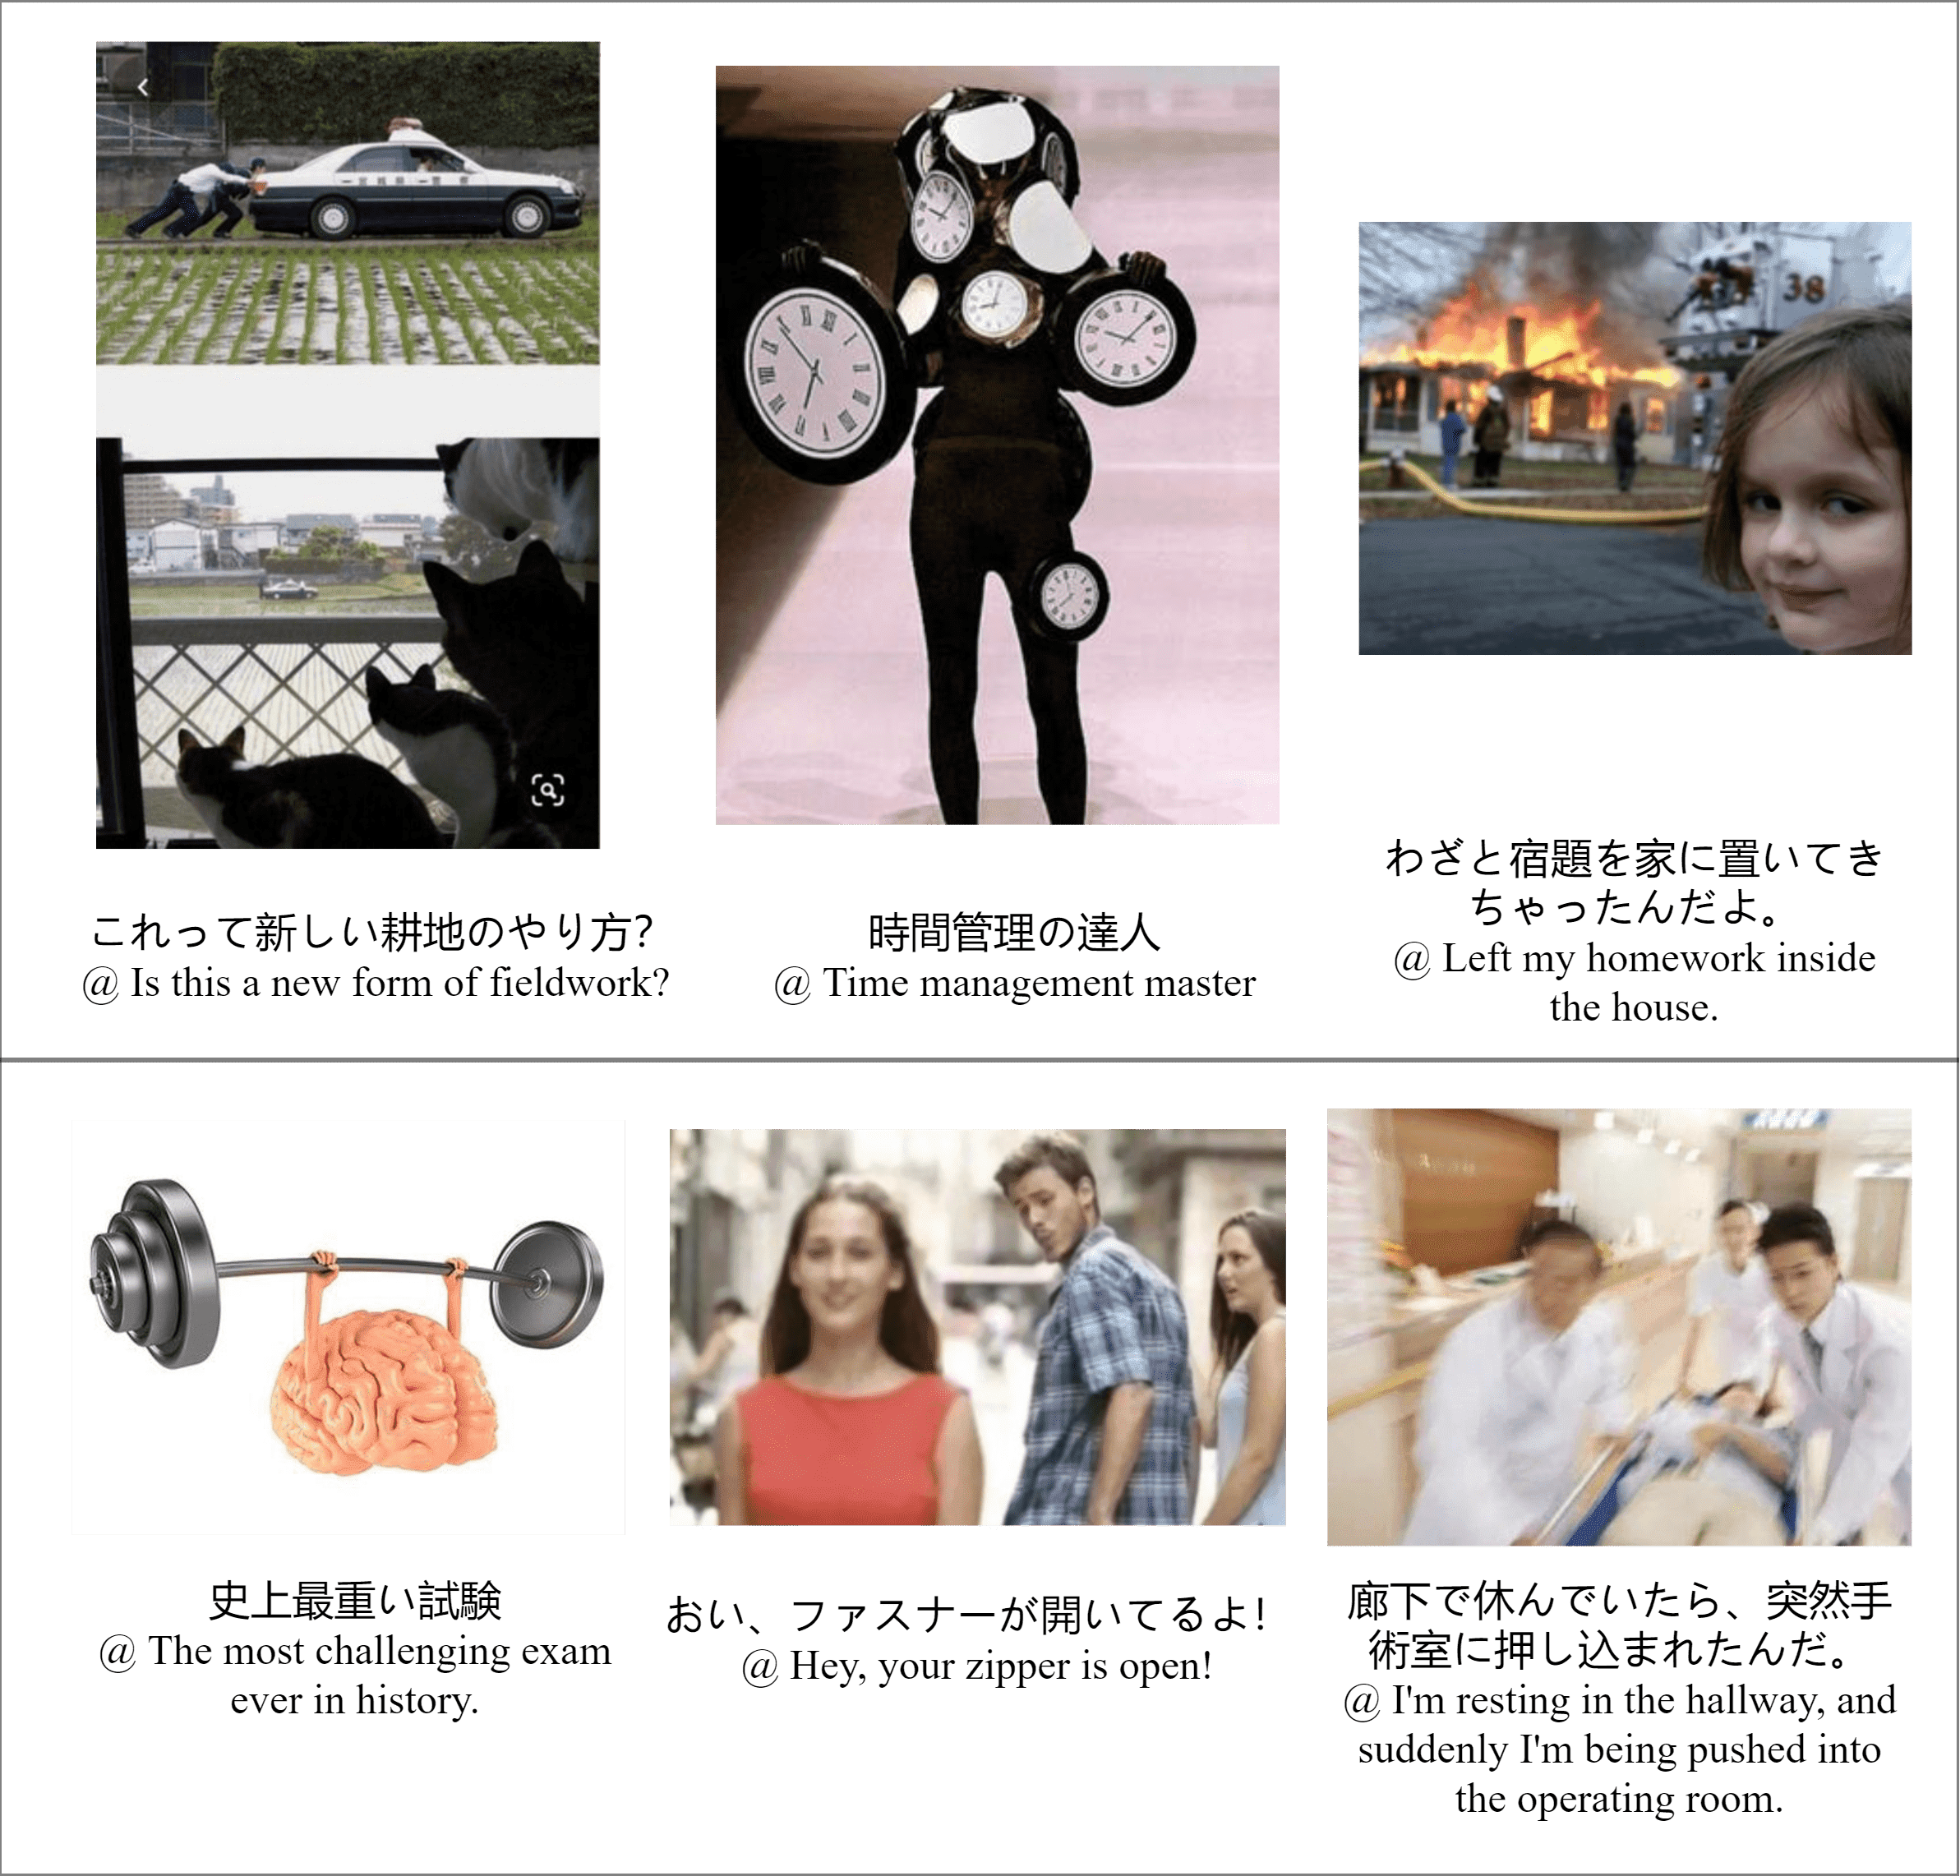 38
これって新しい耕地のやり方?
@ Is this a new form of fieldwork?
時間管理の達人
@ Time management master
わざと宿題を家に置いてき
ちゃったんだよ。
@ Left my homework inside
the house.
史上最重い試験
@ The most challenging exam
ever in history.
おい、ファスナーが開いてるよ!
@ Hey, your zipper is open!
廊下で休んでいたら、突然手
術室に押し込まれたんだ。
@ I'm resting in the hallway, and
suddenly I'm being pushed into
the operating room.